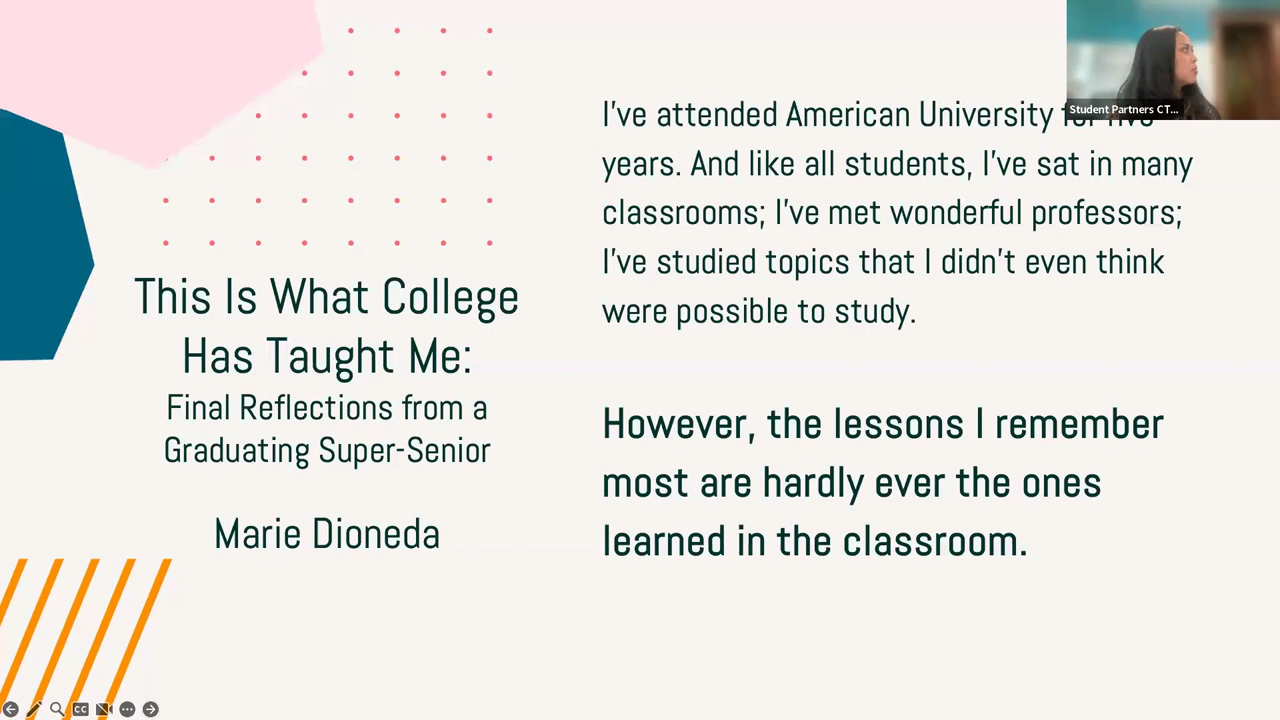 Student Partners CT...
This Is What College
Has Taught Me:
Final Reflections from a
Graduating Super-Senior
Marie Dioneda
I've attended American University for five
years. And like all students, I've sat in many
classrooms; I've met wonderful professors;
I've studied topics that I didn't even think
were possible to study.
However, the lessons I remember
most are hardly ever the ones
learned in the classroom.
CC